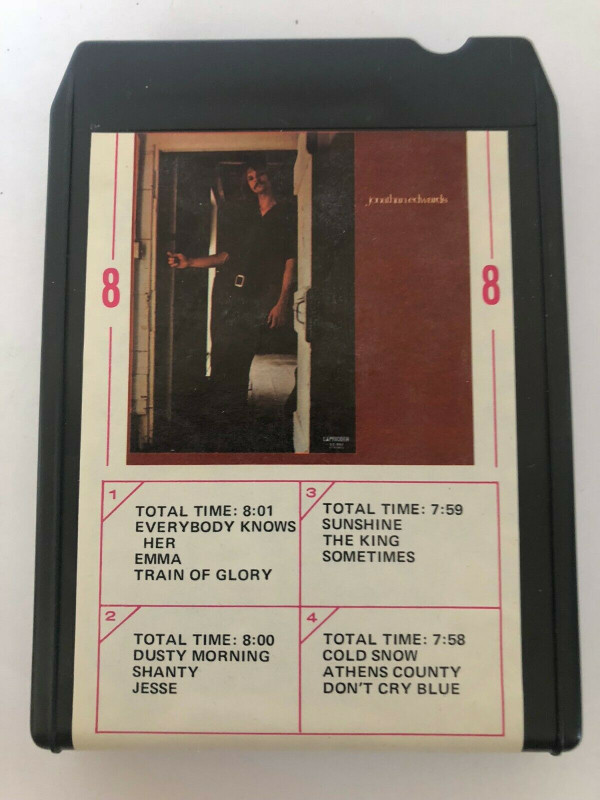 jonathan edwards
8
8
CAPRICORN
1
TOTAL TIME: 8:01
EVERYBODY KNOWS
HER
EMMA
TRAIN OF GLORY
3
TOTAL TIME: 7:59
SUNSHINE
THE KING
SOMETIMES
2
TOTAL TIME: 8:00
DUSTY MORNING
SHANTY
JESSE
4
TOTAL TIME: 7:58
COLD SNOW
ATHENS COUNTY
DON'T CRY BLUE